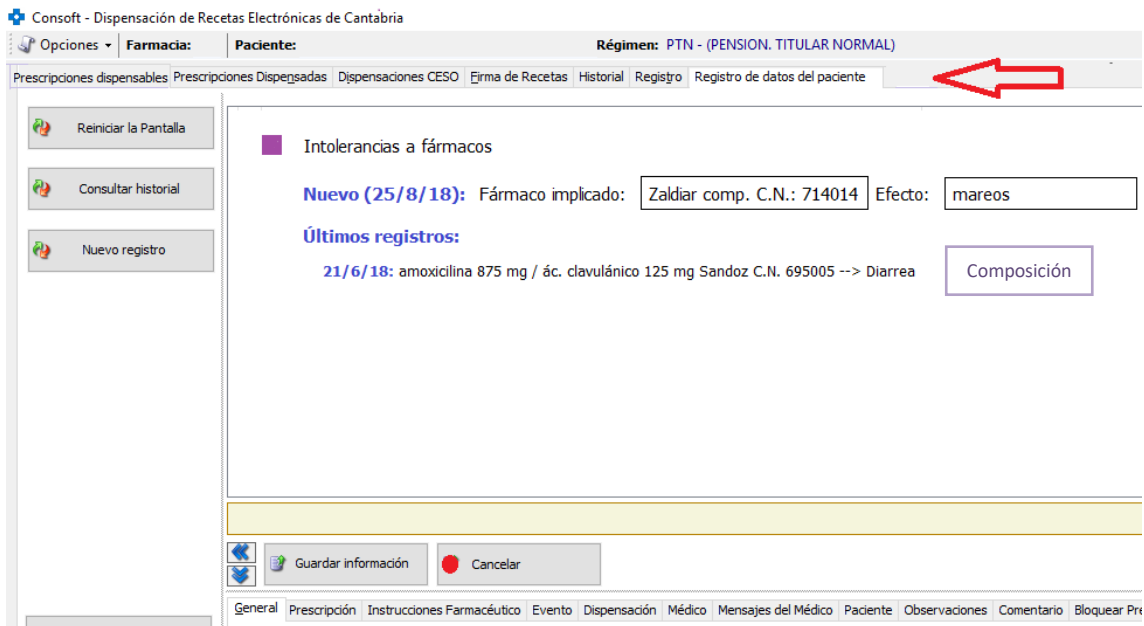 Consoft - Dispensación de Recetas Electrónicas de Cantabria
Opciones Farmacia: Paciente: Régimen: PTN - (PENSION. TITULAR NORMAL)
Prescripciones dispensables Prescripciones Dispensadas Dispensaciones CESO Firma de Recetas Historial Registro Registro de datos del paciente
Reiniciar la Pantalla
Intolerancias a fármacos
Consultar historial
Nuevo (25/8/18): Fármaco implicado: Zaldiar comp. C.N.: 714014 Efecto: mareos
Nuevo registro
Últimos registros:
21/6/18: amoxicilina 875 mg / ác. clavulánico 125 mg Sandoz C.N. 695005 --> Diarrea Composición
Guardar información Cancelar
General Prescripción Instrucciones Farmacéutico Evento Dispensación Médico Mensajes del Médico Paciente Observaciones Comentario Bloquear Pre